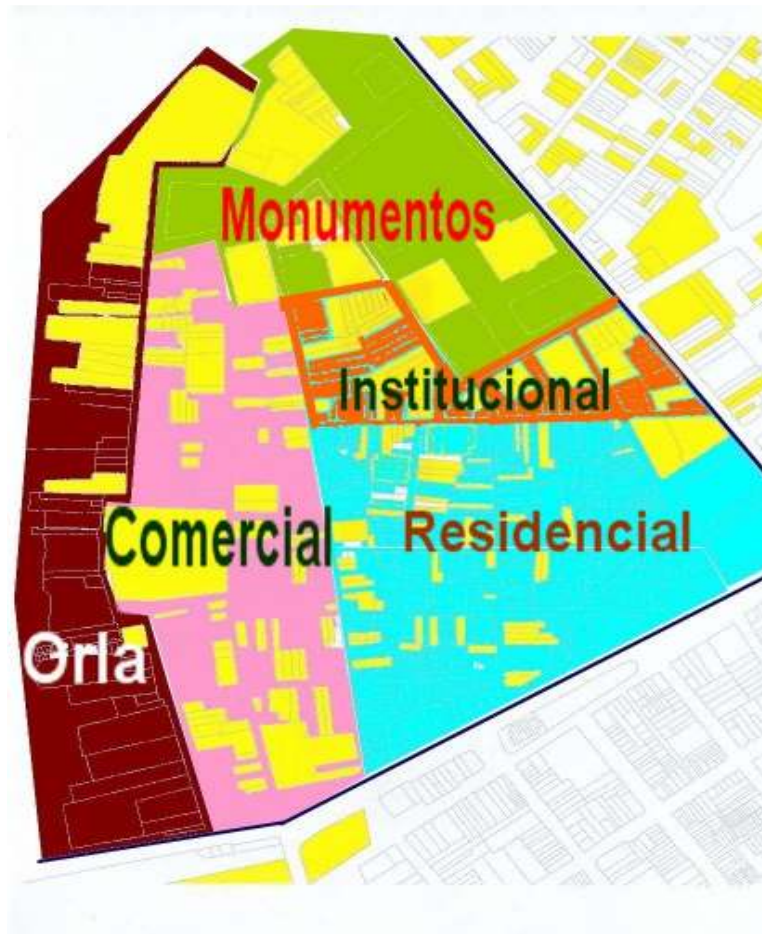 Monumentos
Institucional
Comercial
Residencial
Orla